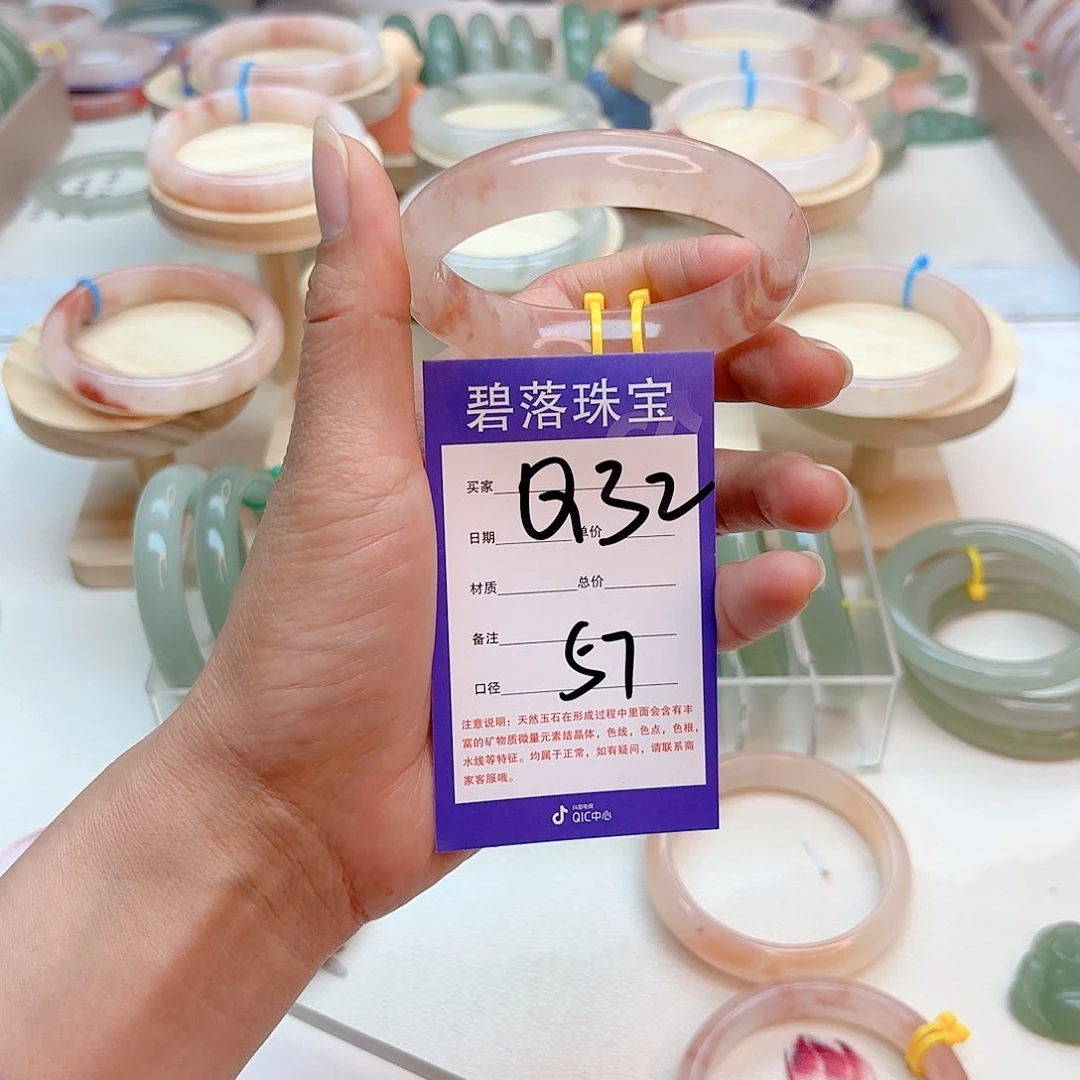 碧落珠宝
买家 Q32
日期 单价
材质 总价
备注
57
口径
注意说明：天然玉石在形成过程中里面会含有丰
富的矿物质微量元素结晶体，色线，色点，色根，
水线等特征。均属于正常，如有疑问，请联系商
家客服哦。
抖音电商
QIC中心